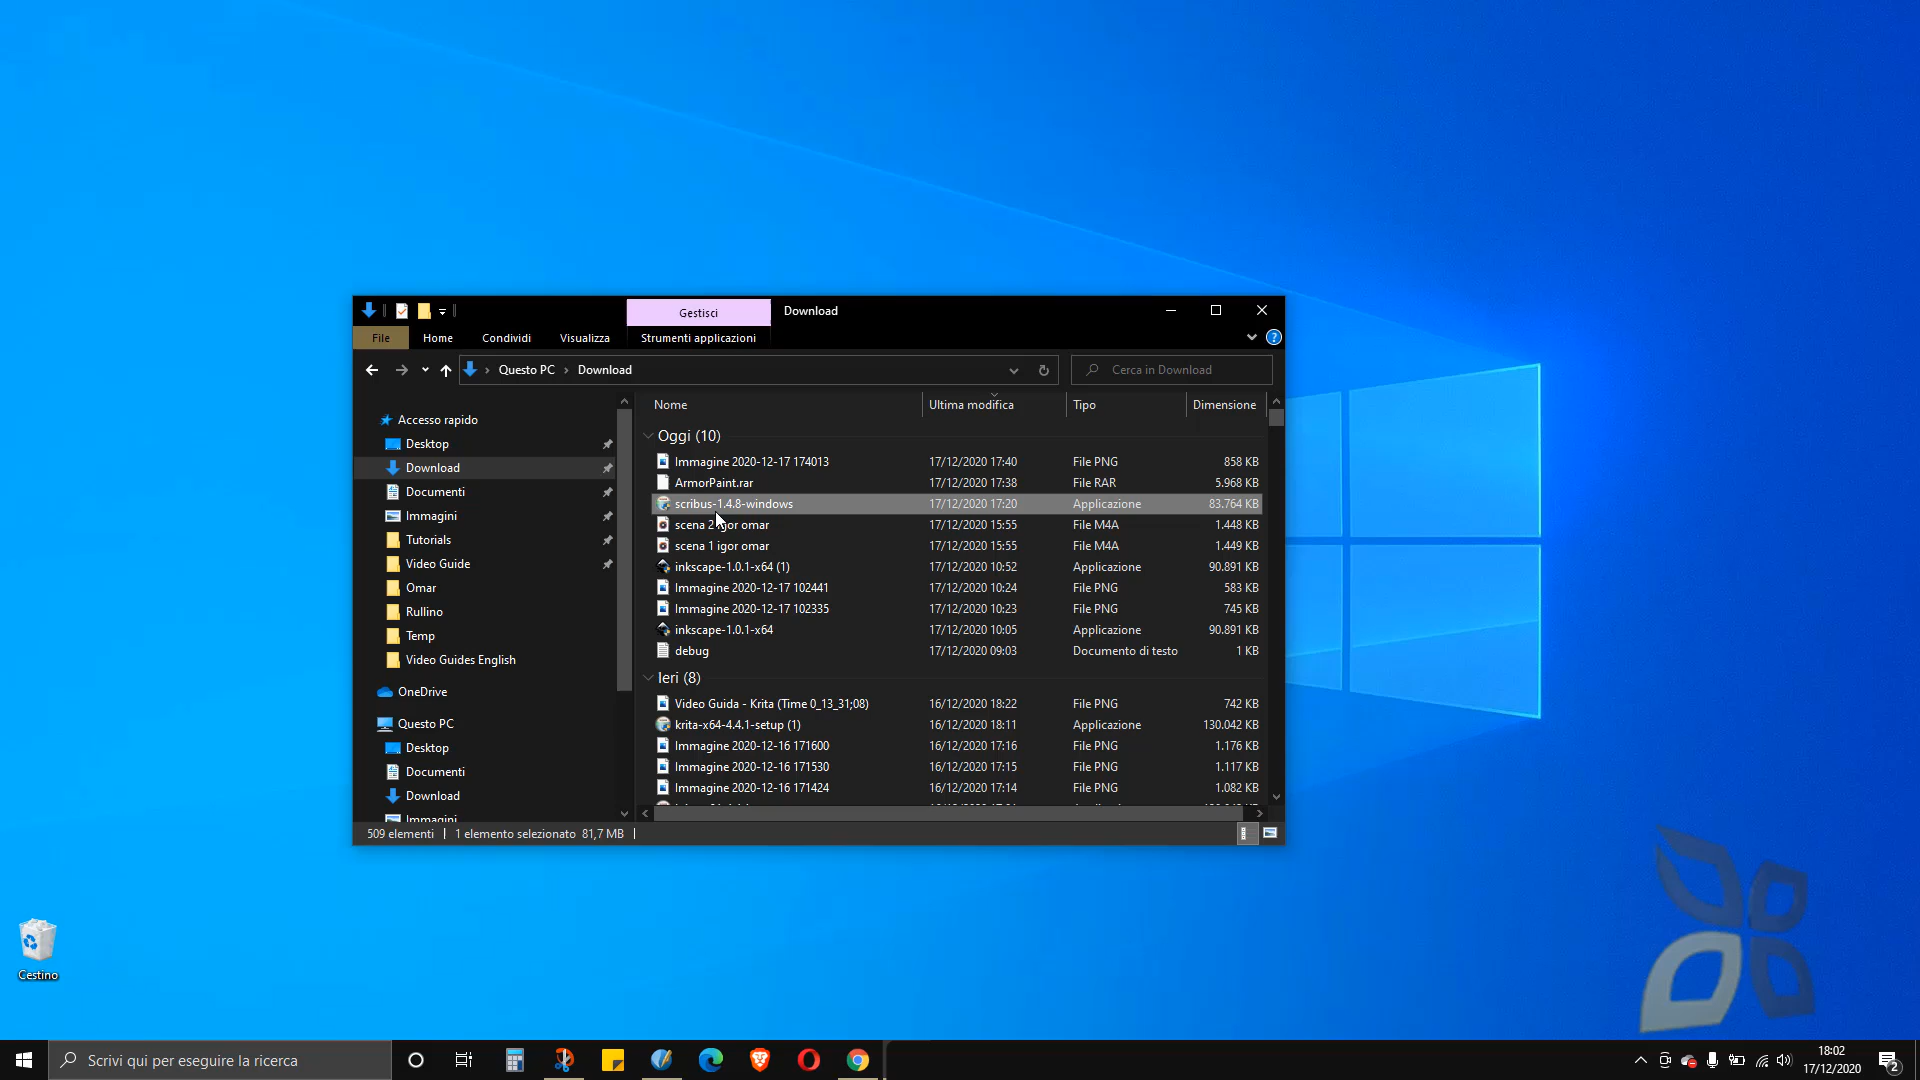 Gestisci
Download
File
Home
Condividi
Visualizza
Strumenti applicazioni
Questo PC
Download
Cerca in Download
Accesso rapido
Desktop
Download
Documenti
Immagini
Tutorials
Video Guide
Omar
Rullino
Temp
Video Guides English
OneDrive
Questo PC
Desktop
Documenti
Download
Immagini
Nome Ultima modifica Tipo Dimensione
Oggi (10)
Immagine 2020-12-17 174013 17/12/2020 17:40 File PNG 858 KB
ArmorPaint.rar 17/12/2020 17:38 File RAR 5.968 KB
scribus-1.4.8-windows 17/12/2020 17:20 Applicazione 83.764 KB
scena 2 igor omar 17/12/2020 15:55 File M4A 1.448 KB
scena 1 igor omar 17/12/2020 15:55 File M4A 1.449 KB
inkscape-1.0.1-x64 (1) 17/12/2020 10:52 Applicazione 90.891 KB
Immagine 2020-12-17 102441 17/12/2020 10:24 File PNG 583 KB
Immagine 2020-12-17 102335 17/12/2020 10:23 File PNG 745 KB
inkscape-1.0.1-x64 17/12/2020 10:05 Applicazione 90.891 KB
debug 17/12/2020 09:03 Documento di testo 1 KB
Ieri (8)
Video Guida - Krita (Time 0_13_31;08) 16/12/2020 18:22 File PNG 742 KB
krita-x64-4.4.1-setup (1) 16/12/2020 18:11 Applicazione 130.042 KB
Immagine 2020-12-16 171600 16/12/2020 17:16 File PNG 1.176 KB
Immagine 2020-12-16 171530 16/12/2020 17:15 File PNG 1.117 KB
Immagine 2020-12-16 171424 16/12/2020 17:14 File PNG 1.082 KB
509 elementi 1 elemento selezionato 81,7 MB
Cestino
Scrivi qui per eseguire la ricerca
18:02
17/12/2020
2